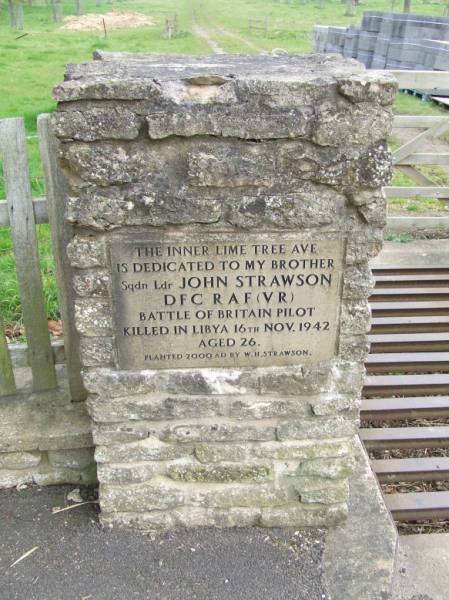 THE INNER LIME TREE AVE
IS DEDICATED TO MY BROTHER
Sqdn Ldr JOHN STRAWSON
DFC RAF (VR)
BATTLE OF BRITAIN PILOT
KILLED IN LIBYA 16TH NOV. 1942
AGED 26.
PLANTED 2000 AD BY W.H. STRAWSON.